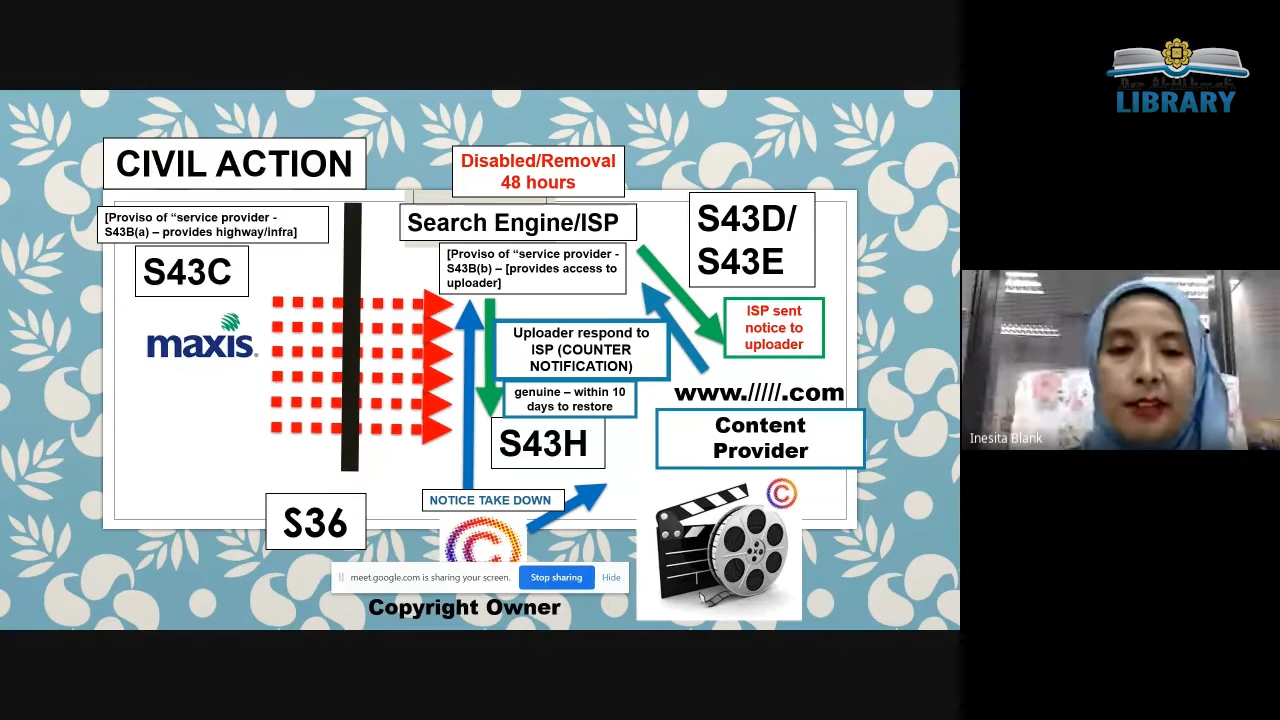 LIBRARY
CIVIL ACTION
Disabled/Removal
48 hours
[Proviso of “service provider -
S43B(a) – provides highway/infra]
Search Engine/ISP
S43D/
S43E
S43C
[Proviso of “service provider -
S43B(b) – [provides access to
uploader]
maxis
ISP sent
notice to
uploader
Uploader respond to
ISP (COUNTER
NOTIFICATION)
www./////.com
genuine – within 10
days to restore
Content
Provider
S43H
Inesita Blank
NOTICE TAKE DOWN
S36
C
C
meet.google.com is sharing your screen.
Stop sharing
Hide
Copyright Owner